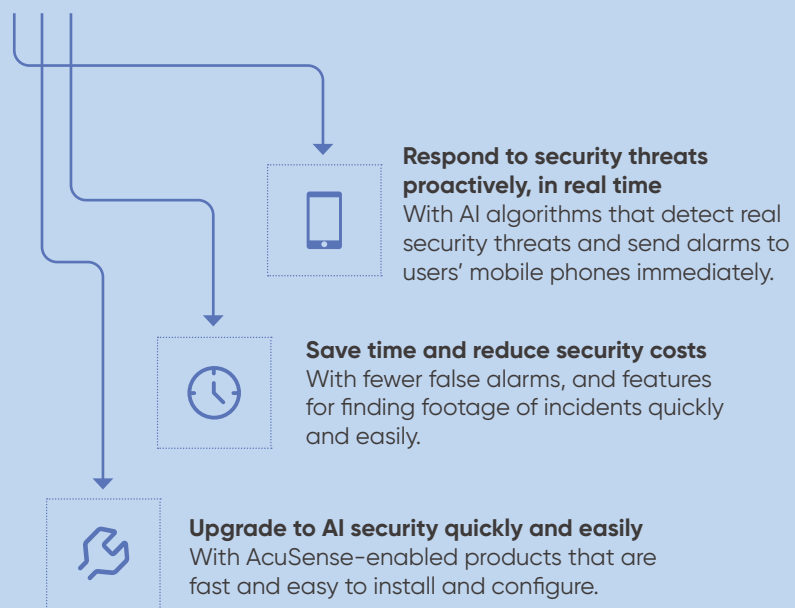 Respond to security threats
proactively, in real time
With AI algorithms that detect real
security threats and send alarms to
users’ mobile phones immediately.
Save time and reduce security costs
With fewer false alarms, and features
for finding footage of incidents quickly
and easily.
Upgrade to AI security quickly and easily
With AcuSense-enabled products that are
fast and easy to install and configure.